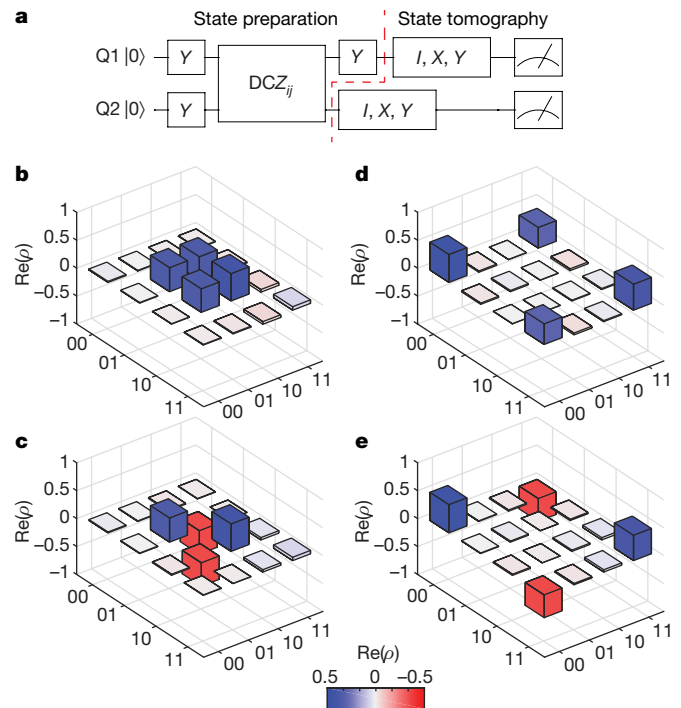 a State preparation State tomography
Q1 |0⟩ Y DCZij Y I, X, Y
Q2 |0⟩ Y I, X, Y
b d
1 1
0.5 0.5
0 0
−0.5 −0.5
−1 −1
Re(ρ) Re(ρ)
00 01 10 11 00 01 10 11
00 01 10 11 00 01 10 11
c e
1 1
0.5 0.5
0 0
−0.5 −0.5
−1 −1
Re(ρ) Re(ρ)
00 01 10 11 00 01 10 11
00 01 10 11 00 01 10 11
Re(ρ)
0.5 0 −0.5